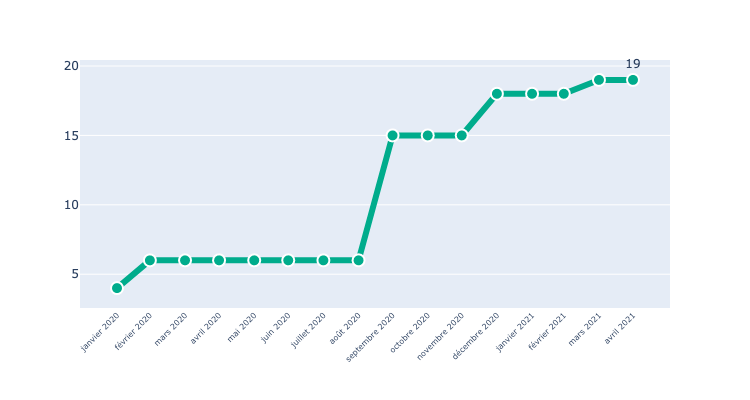 20
19
15
10
5
janvier 2020
février 2020
mars 2020
avril 2020
mai 2020
juin 2020
juillet 2020
août 2020
septembre 2020
octobre 2020
novembre 2020
décembre 2020
janvier 2021
février 2021
mars 2021
avril 2021